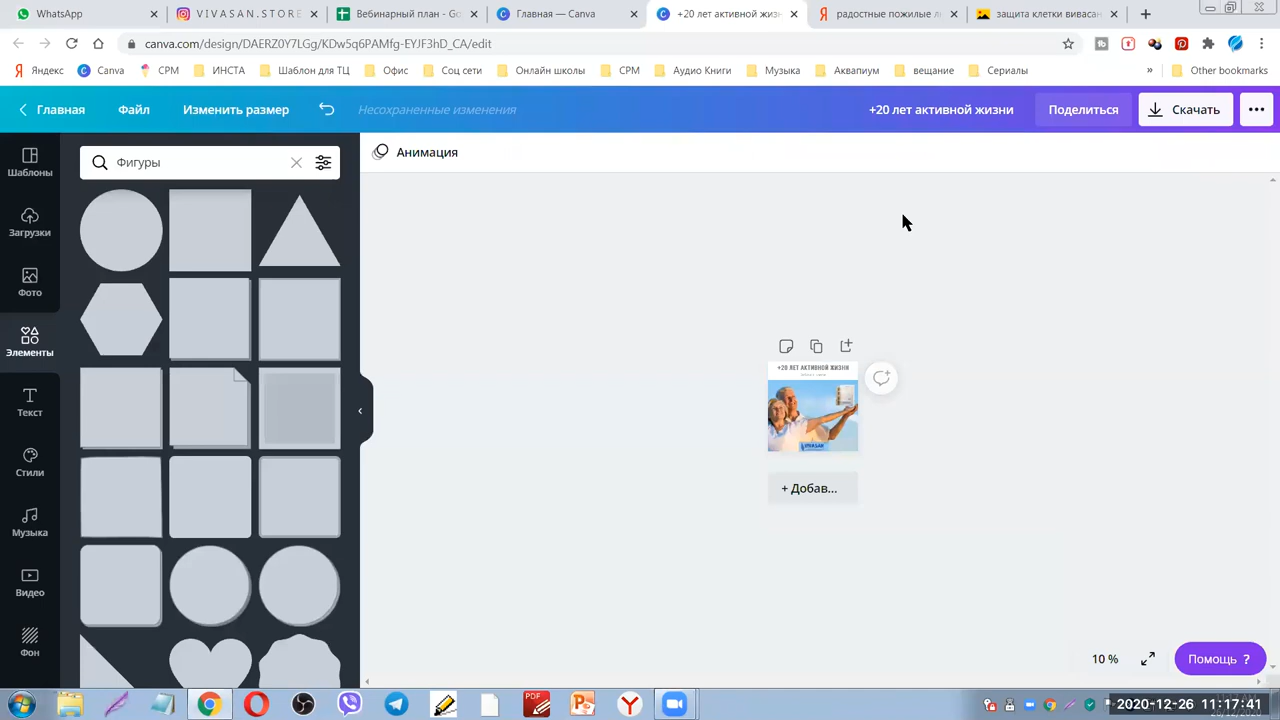 WhatsApp
V I V A S A N . S T O R E
Вебинарный план - Go
Главная — Canva
+20 лет активной жизн
радостные пожилые л
защита клетки виваса
canva.com/design/DAERZ0Y7LGg/KDw5q6PAMfg-EYJF3hD_CA/edit
Яндекс
Canva
СРМ
ИНСТА
Шаблон для ТЦ
Офис
Соц сети
Онлайн школы
СРМ
Аудио Книги
Музыка
Аквапиум
вещание
Сериалы
»
Other bookmarks
Главная
Файл
Изменить размер
Несохраненные изменения
+20 лет активной жизни
Поделиться
Скачать
Шаблоны
Загрузки
Фото
Элементы
Текст
Стили
Музыка
Видео
Фон
Фигуры
Анимация
+20 ЛЕТ АКТИВНОЙ ЖИЗНИ
VIVASAN
+ Добав...
10 %
Помощь ?
PDF
2020-12-26 11:17:41